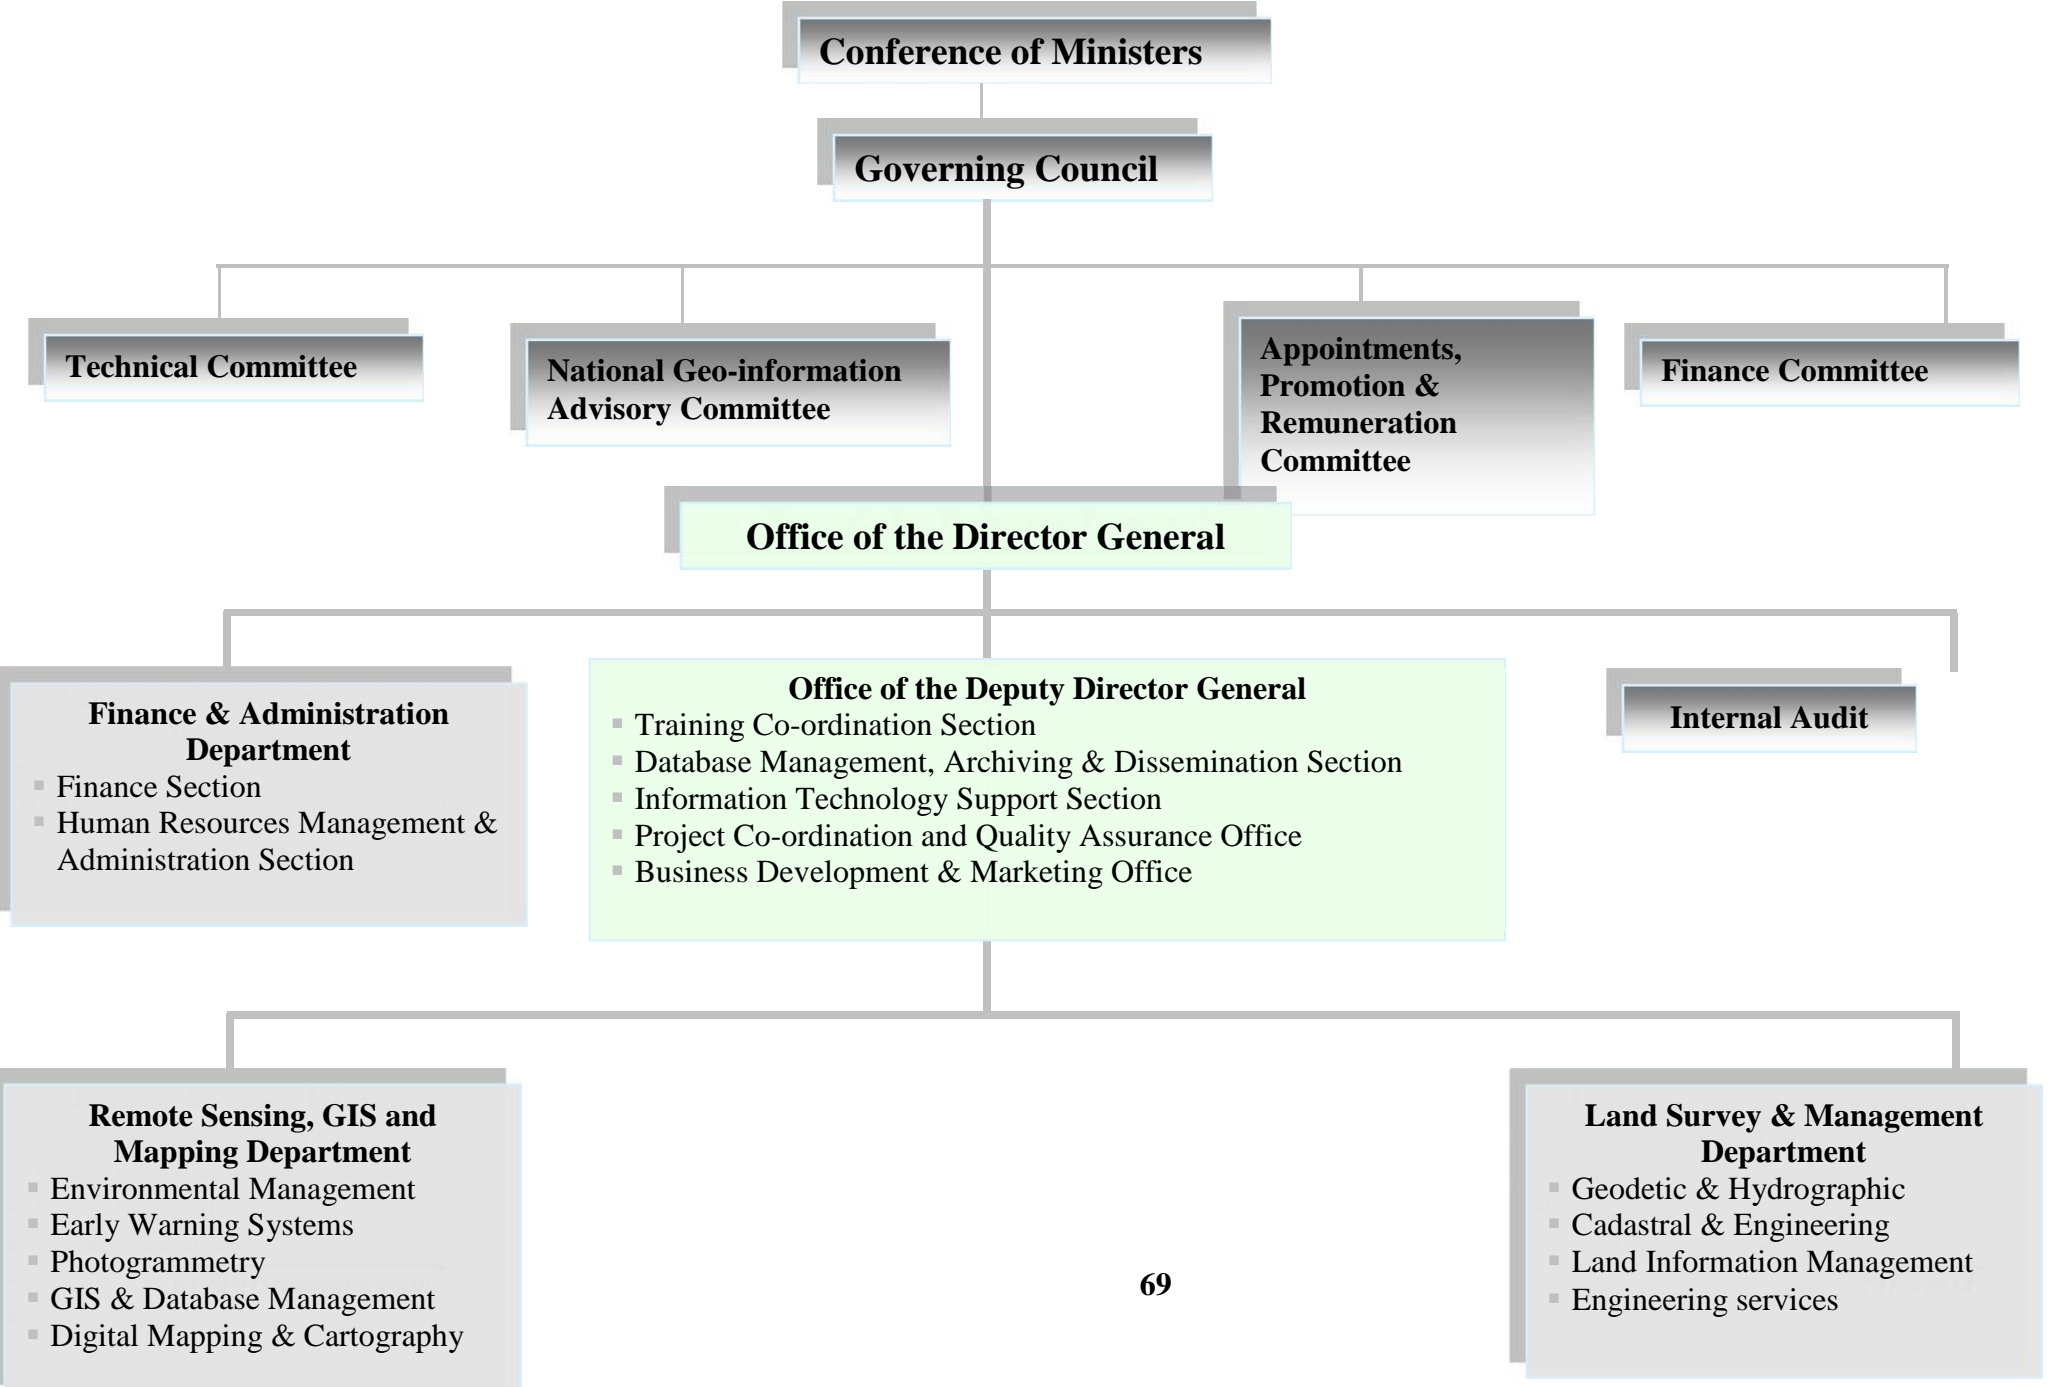 Conference of Ministers
Governing Council
Technical Committee
National Geo-information
Advisory Committee
Appointments,
Promotion &
Remuneration
Committee
Finance Committee
Office of the Director General
Finance & Administration
Department
Finance Section
Human Resources Management &
Administration Section
Office of the Deputy Director General
Training Co-ordination Section
Database Management, Archiving & Dissemination Section
Information Technology Support Section
Project Co-ordination and Quality Assurance Office
Business Development & Marketing Office
Internal Audit
Remote Sensing, GIS and
Mapping Department
Environmental Management
Early Warning Systems
Photogrammetry
GIS & Database Management
Digital Mapping & Cartography
Land Survey & Management
Department
Geodetic & Hydrographic
Cadastral & Engineering
Land Information Management
Engineering services
69